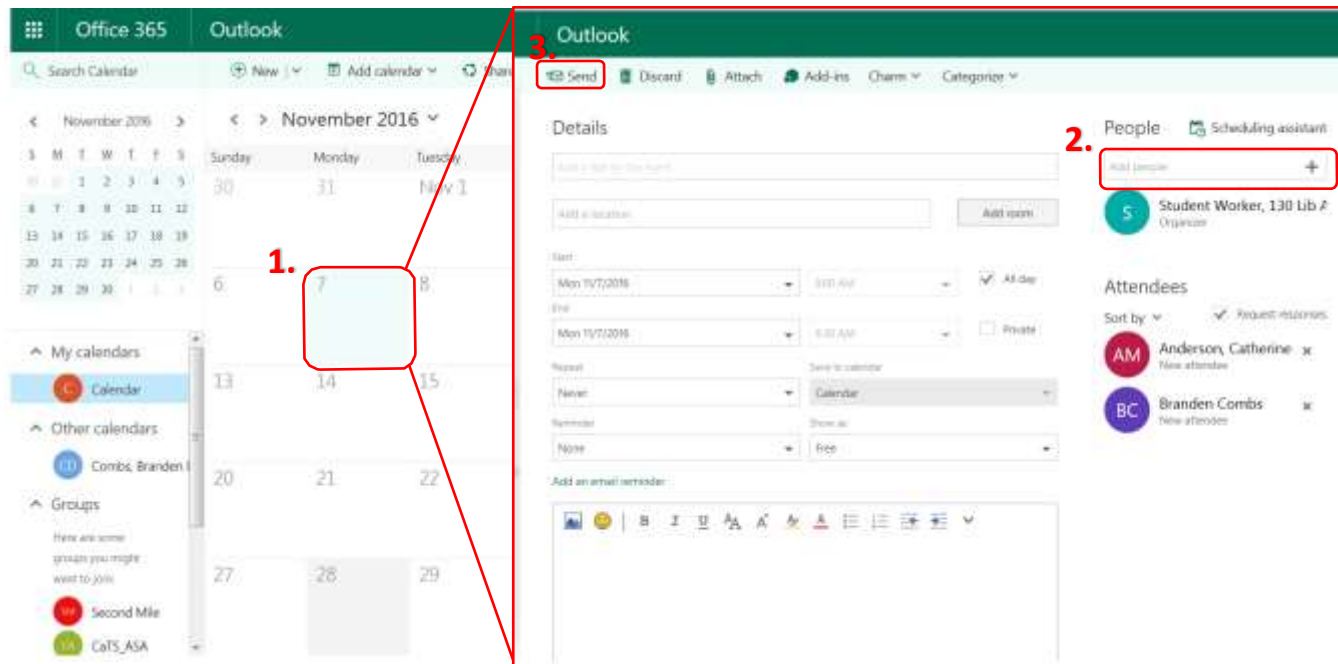 Office 365 Outlook
Search Calendar
New Add calendar Share
November 2016
S M T W T F S
1 2 3 4 5
6 7 8 9 10 11 12
13 14 15 16 17 18 19
20 21 22 23 24 25 26
27 28 29 30
My calendars
Calendar
Other calendars
Combs, Branden
Groups
Here are some
groups you might
want to join:
Second Mile
CaTS_ASA
November 2016
Sunday Monday Tuesday
30 31 Nov 1
1.
6 7 8
13 14 15
20 21 22
27 28 29
Outlook
3.
Send Discard Attach Add-ins Charm Categorize
Details
Add a title for the event
Add a location Add room
Start
Mon 11/7/2016 All day
End
Mon 11/7/2016 Private
Repeat Save to calendar
Never Calendar
Reminder Show as
None Free
Add an email reminder
B I U
People Scheduling assistant
2.
Add people
S Student Worker, 130 Lib
Organizer
Attendees
Sort by Request responses
AM Anderson, Catherine
New attendee
BC Branden Combs
New attendee